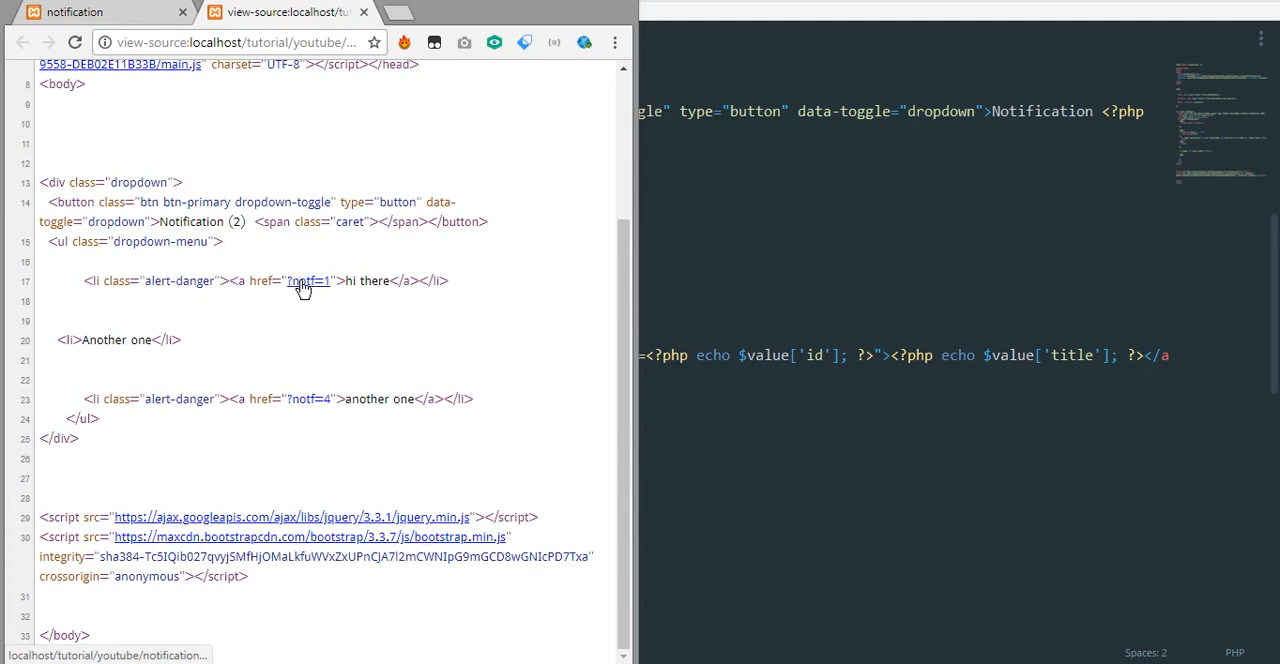 notification
view-source:localhost/tut
view-source:localhost/tutorial/youtube/...
9558-DEB02E11B33B/main.js" charset="UTF-8"></script></head>
8 <body>
9
10
11
12
13 <div class="dropdown">
14 <button class="btn btn-primary dropdown-toggle" type="button" data-
toggle="dropdown">Notification (2) <span class="caret"></span></button>
15 <ul class="dropdown-menu">
16
17 <li class="alert-danger"><a href="?notf=1">hi there</a></li>
18
19
20 <li>Another one</li>
21
22
23 <li class="alert-danger"><a href="?notf=4">another one</a></li>
24 </ul>
25 </div>
26
27
28
29 <script src="https://ajax.googleapis.com/ajax/libs/jquery/3.3.1/jquery.min.js"></script>
30 <script src="https://maxcdn.bootstrapcdn.com/bootstrap/3.3.7/js/bootstrap.min.js"
integrity="sha384-Tc5IQib027qvyjSMfHjOMaLkfuWVxZxUPnCJA7l2mCWNIpG9mGCD8wGNIcPD7Txa"
crossorigin="anonymous"></script>
31
32
33 </body>
localhost/tutorial/youtube/notification...
gle" type="button" data-toggle="dropdown">Notification <?php
=<?php echo $value['id']; ?>"><?php echo $value['title']; ?></a
Spaces: 2 PHP